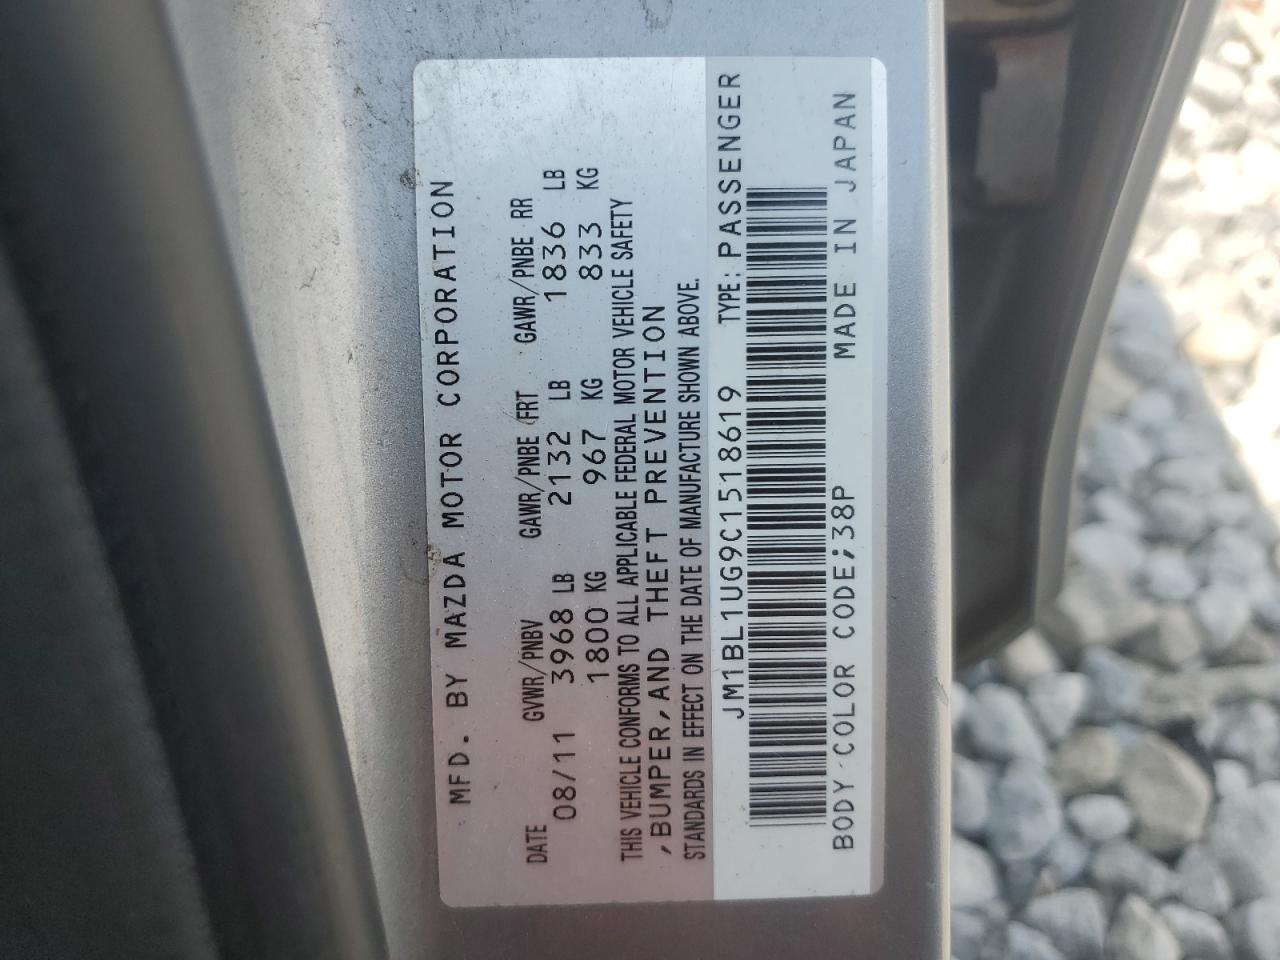 MFD. BY MAZDA MOTOR CORPORATION
DATE GVWR/PNBV GAWR/PNBE FRT GAWR/PNBE RR
08/11 3968 LB 2132 LB 1836 LB
1800 KG 967 KG 833 KG
THIS VEHICLE CONFORMS TO ALL APPLICABLE FEDERAL MOTOR VEHICLE SAFETY
,BUMPER,AND THEFT PREVENTION
STANDARDS IN EFFECT ON THE DATE OF MANUFACTURE SHOWN ABOVE.
JM1BL1UG9C1518619 TYPE: PASSENGER
BODY COLOR CODE;38P MADE IN JAPAN